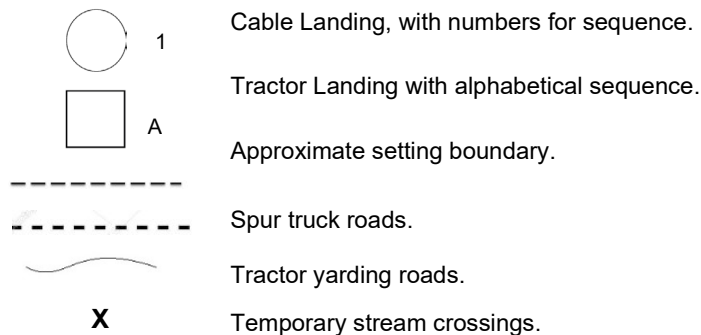 1 Cable Landing, with numbers for sequence.
A Tractor Landing with alphabetical sequence.
Approximate setting boundary.
Spur truck roads.
Tractor yarding roads.
X Temporary stream crossings.